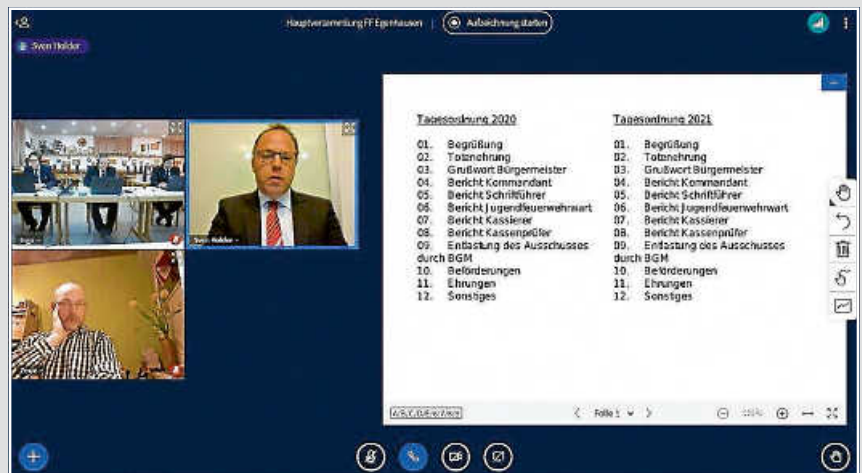 Hauptversammlung FF Egenhausen | Aufzeichnung starten
Sven Holder
Sven Holder
Tagesordnung 2020
01. Begrüßung
02. Totenehrung
03. Grußwort Bürgermeister
04. Bericht Kommandant
05. Bericht Schriftführer
06. Bericht Jugendfeuerwehrwart
07. Bericht Kassierer
08. Bericht Kassenprüfer
09. Entlastung des Ausschusses
durch BGM
10. Beförderungen
11. Ehrungen
12. Sonstiges
Tagesordnung 2021
01. Begrüßung
02. Totenehrung
03. Grußwort Bürgermeister
04. Bericht Kommandant
05. Bericht Schriftführer
06. Bericht Jugendfeuerwehrwart
07. Bericht Kassierer
08. Bericht Kassenprüfer
09. Entlastung des Ausschusses
durch BGM
10. Beförderungen
11. Ehrungen
12. Sonstiges
Folie 1